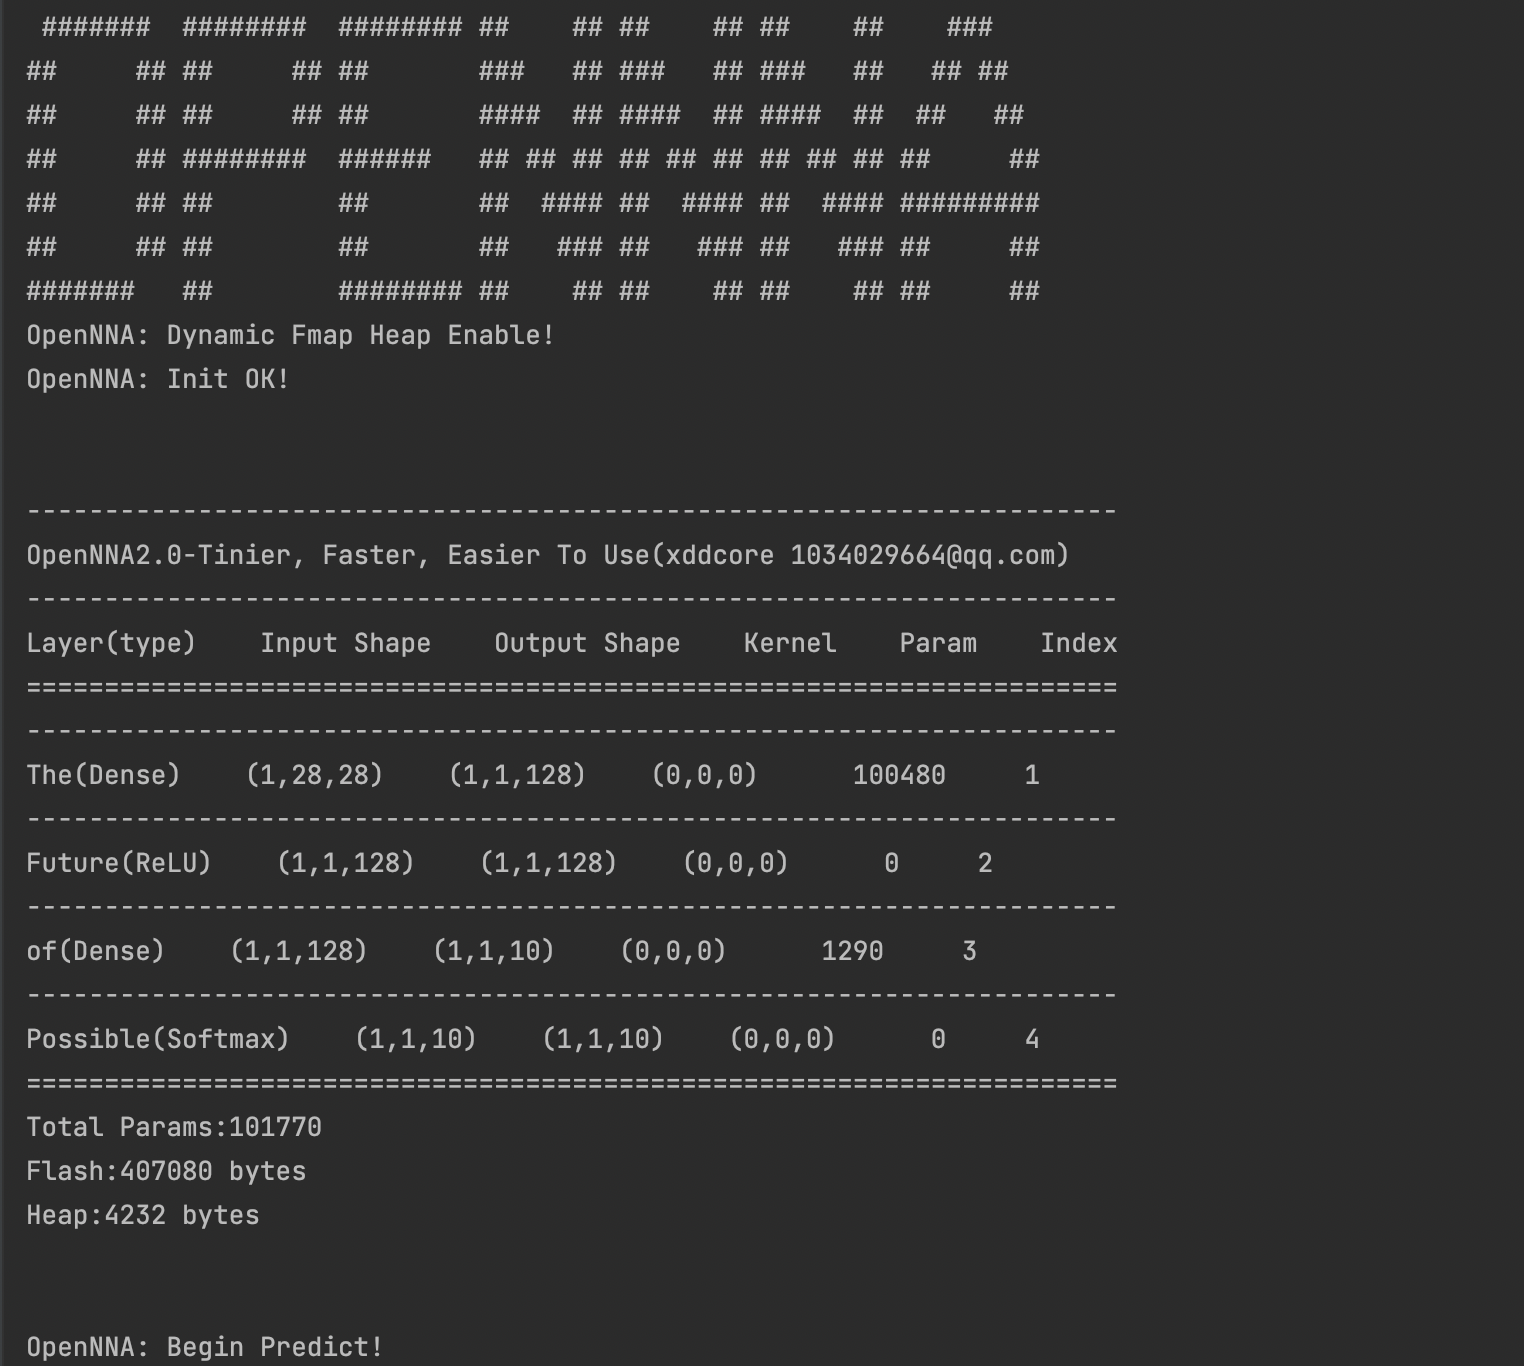 #######  ########  ######## ##    ## ##    ## ##    ##    ###
##     ## ##     ## ##       ###   ## ###   ## ###   ##   ## ##
##     ## ##     ## ##       ####  ## ####  ## ####  ##  ##   ##
##     ## ########  ######   ## ## ## ## ## ## ## ## ## ##     ##
##     ## ##        ##       ##  #### ##  #### ##  #### #########
##     ## ##        ##       ##   ### ##   ### ##   ### ##     ##
#######   ##        ######## ##    ## ##    ## ##    ## ##     ##
OpenNNA: Dynamic Fmap Heap Enable!
OpenNNA: Init OK!
----------------------------------------------------------------------
OpenNNA2.0-Tinier, Faster, Easier To Use(xddcore 1034029664@qq.com)
----------------------------------------------------------------------
Layer(type)    Input Shape    Output Shape    Kernel    Param    Index
======================================================================
----------------------------------------------------------------------
The(Dense)    (1,28,28)    (1,1,128)    (0,0,0)      100480     1
----------------------------------------------------------------------
Future(ReLU)    (1,1,128)    (1,1,128)    (0,0,0)      0     2
----------------------------------------------------------------------
of(Dense)    (1,1,128)    (1,1,10)    (0,0,0)      1290     3
----------------------------------------------------------------------
Possible(Softmax)    (1,1,10)    (1,1,10)    (0,0,0)      0     4
======================================================================
Total Params:101770
Flash:407080 bytes
Heap:4232 bytes
OpenNNA: Begin Predict!